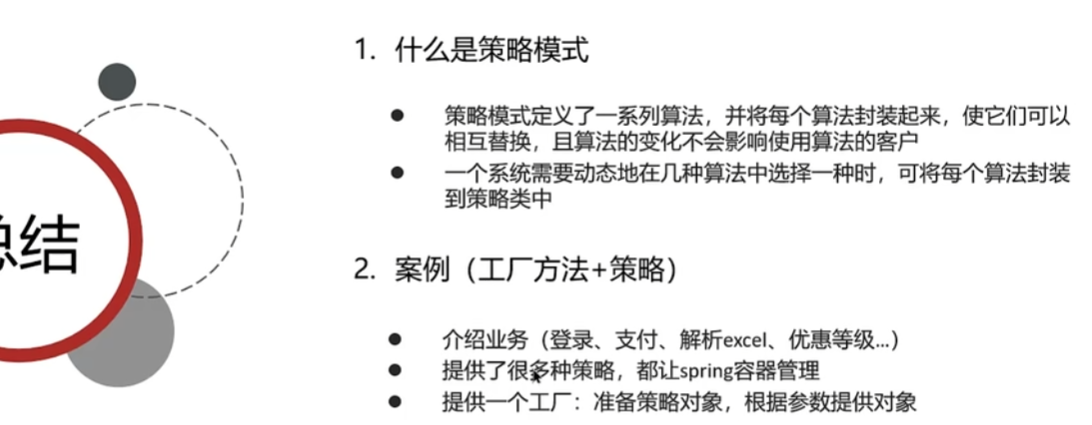 结
1. 什么是策略模式
● 策略模式定义了一系列算法，并将每个算法封装起来，使它们可以
相互替换，且算法的变化不会影响使用算法的客户
● 一个系统需要动态地在几种算法中选择一种时，可将每个算法封装
到策略类中
2. 案例（工厂方法+策略）
● 介绍业务（登录、支付、解析excel、优惠等级...）
● 提供了很多种策略，都让spring容器管理
● 提供一个工厂：准备策略对象，根据参数提供对象